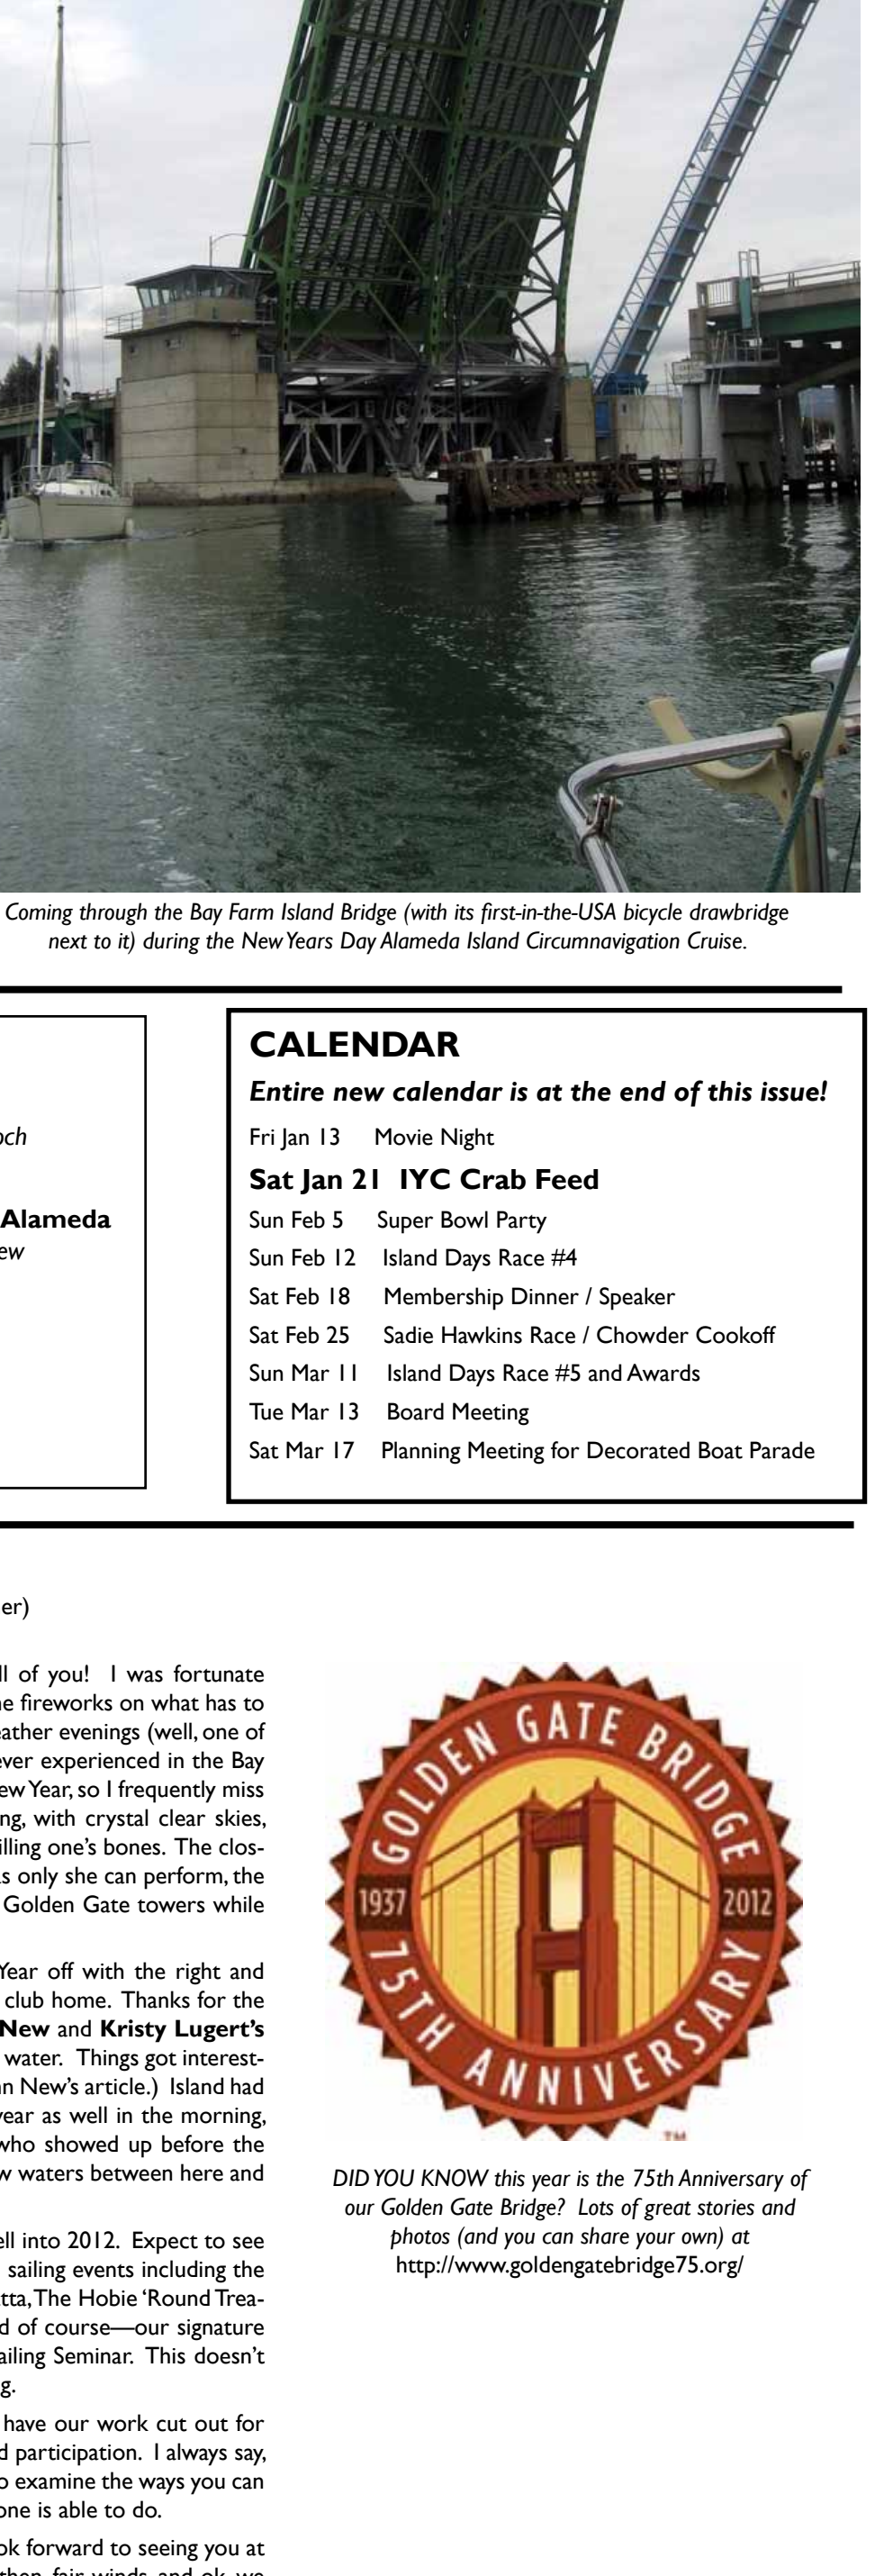 Coming through the Bay Farm Island Bridge (with its first-in-the-USA bicycle drawbridge
next to it) during the New Years Day Alameda Island Circumnavigation Cruise.
Alameda
CALENDAR
Entire new calendar is at the end of this issue!
Fri Jan 13 Movie Night
Sat Jan 21 IYC Crab Feed
Sun Feb 5 Super Bowl Party
Sun Feb 12 Island Days Race #4
Sat Feb 18 Membership Dinner / Speaker
Sat Feb 25 Sadie Hawkins Race / Chowder Cookoff
Sun Mar 11 Island Days Race #5 and Awards
Tue Mar 13 Board Meeting
Sat Mar 17 Planning Meeting for Decorated Boat Parade
er)
ll of you! I was fortunate
ne fireworks on what has to
eather evenings (well, one of
ever experienced in the Bay
ew Year, so I frequently miss
ng, with crystal clear skies,
illing one's bones. The clos-
as only she can perform, the
Golden Gate towers while
Year off with the right and
club home. Thanks for the
New and Kristy Lugert's
water. Things got interest-
nn New's article.) Island had
year as well in the morning,
who showed up before the
w waters between here and
ell into 2012. Expect to see
sailing events including the
tta, The Hobie 'Round Trea-
d of course—our signature
ailing Seminar. This doesn't
g.
have our work cut out for
d participation. I always say,
o examine the ways you can
one is able to do.
ok forward to seeing you at
GOLDEN GATE BRIDGE
1937 2012
75TH ANNIVERSARY
TM
DID YOU KNOW this year is the 75th Anniversary of
our Golden Gate Bridge? Lots of great stories and
photos (and you can share your own) at
http://www.goldengatebridge75.org/